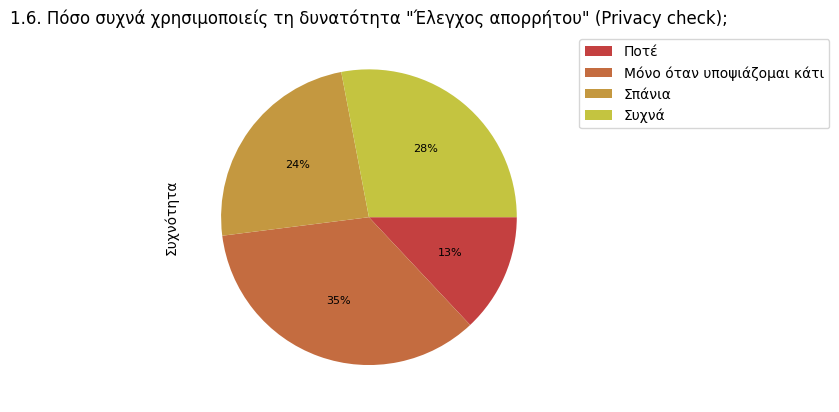 1.6. Πόσο συχνά χρησιμοποιείς τη δυνατότητα "Έλεγχος απορρήτου" (Privacy check);
Ποτέ
Μόνο όταν υποψιάζομαι κάτι
Σπάνια
Συχνά
28%
24%
Συχνότητα
13%
35%